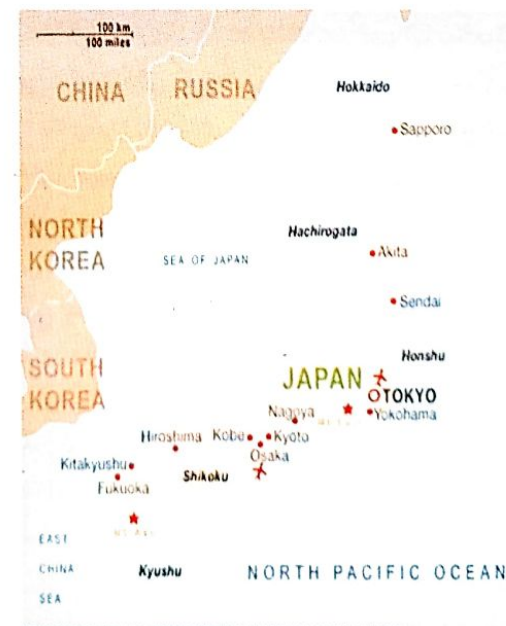 100 km
100 miles
CHINA
RUSSIA
Hokkaido
Sapporo
NORTH
KOREA
Hachirogata
SEA OF JAPAN
Akita
Sendai
SOUTH
KOREA
Honshu
JAPAN
TOKYO
Nagoya
Yokohama
Hiroshima
Kobe
Kyoto
Osaka
Kitakyushu
Shikoku
Fukuoka
EAST
CHINA
SEA
Kyushu
NORTH PACIFIC OCEAN